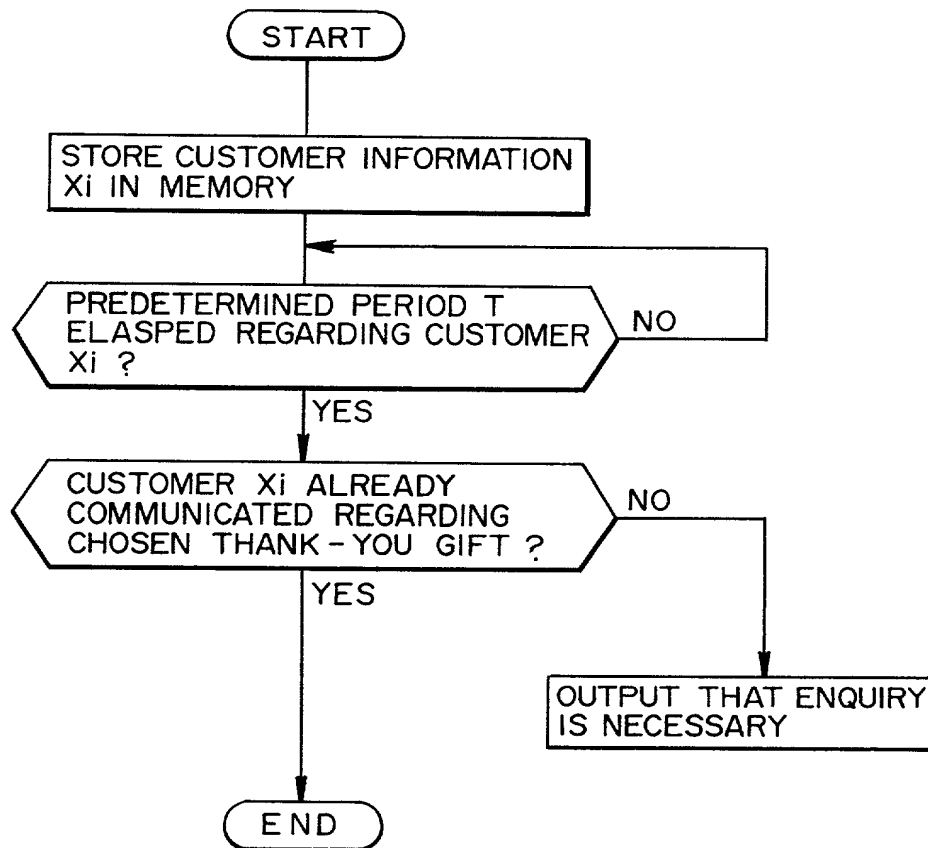 START
STORE CUSTOMER INFORMATION
Xi IN MEMORY
PREDETERMINED PERIOD T
ELASPED REGARDING CUSTOMER
Xi ?
NO
YES
CUSTOMER Xi ALREADY
COMMUNICATED REGARDING
CHOSEN THANK-YOU GIFT ?
NO
YES
OUTPUT THAT ENQUIRY
IS NECESSARY
END